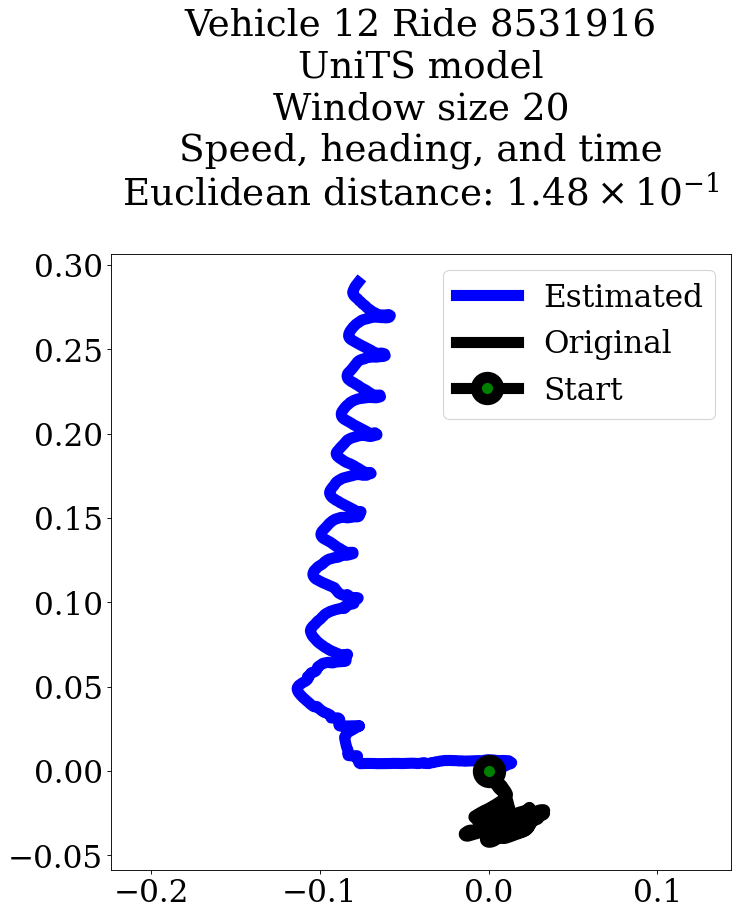 Vehicle 12 Ride 8531916
UniTS model
Window size 20
Speed, heading, and time
Euclidean distance: 1.48 × 10⁻¹
Estimated
Original
Start
0.30
0.25
0.20
0.15
0.10
0.05
0.00
−0.05
−0.2
−0.1
0.0
0.1